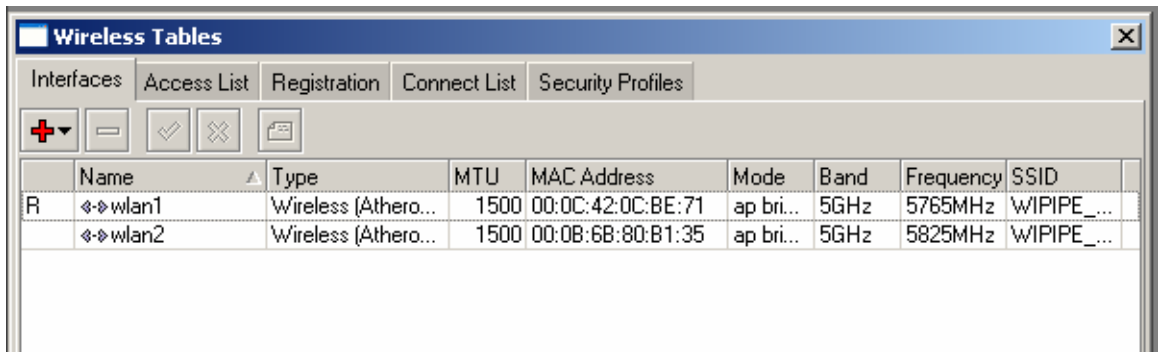 Wireless Tables
Interfaces Access List Registration Connect List Security Profiles
Name Type MTU MAC Address Mode Band Frequency SSID
R wlan1 Wireless (Athero... 1500 00:0C:42:0C:BE:71 ap bri... 5GHz 5765MHz WIPIPE_...
wlan2 Wireless (Athero... 1500 00:0B:6B:80:B1:35 ap bri... 5GHz 5825MHz WIPIPE_...